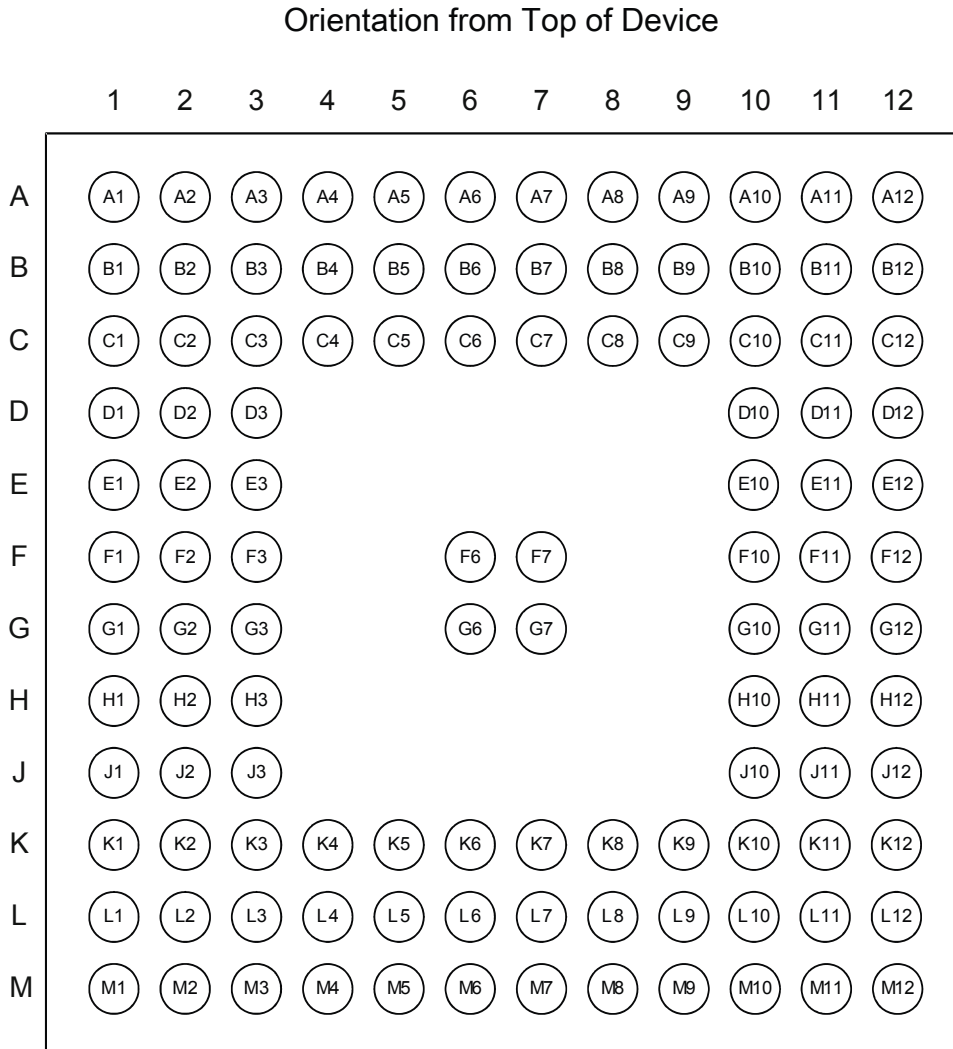 Orientation from Top of Device
1 2 3 4 5 6 7 8 9 10 11 12
A A1 A2 A3 A4 A5 A6 A7 A8 A9 A10 A11 A12
B B1 B2 B3 B4 B5 B6 B7 B8 B9 B10 B11 B12
C C1 C2 C3 C4 C5 C6 C7 C8 C9 C10 C11 C12
D D1 D2 D3 D10 D11 D12
E E1 E2 E3 E10 E11 E12
F F1 F2 F3 F6 F7 F10 F11 F12
G G1 G2 G3 G6 G7 G10 G11 G12
H H1 H2 H3 H10 H11 H12
J J1 J2 J3 J10 J11 J12
K K1 K2 K3 K4 K5 K6 K7 K8 K9 K10 K11 K12
L L1 L2 L3 L4 L5 L6 L7 L8 L9 L10 L11 L12
M M1 M2 M3 M4 M5 M6 M7 M8 M9 M10 M11 M12